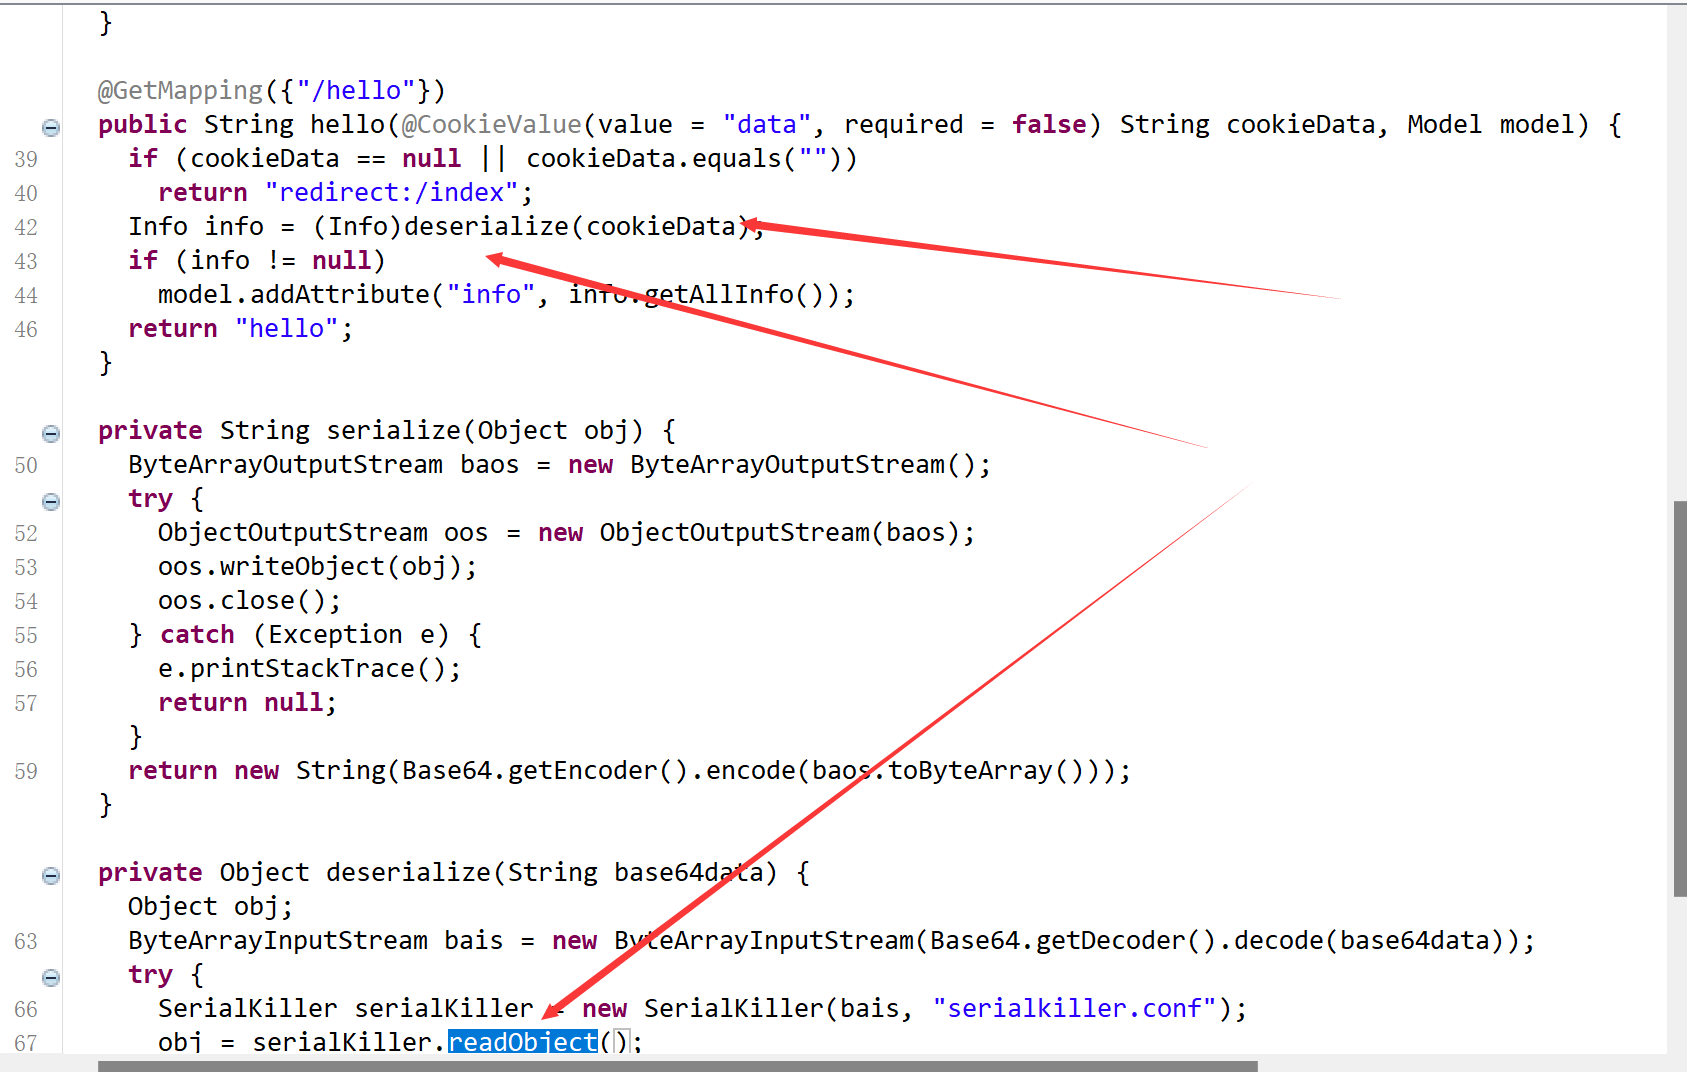 }
@GetMapping({"/hello"})
public String hello(@CookieValue(value = "data", required = false) String cookieData, Model model) {
39 if (cookieData == null || cookieData.equals(""))
40 return "redirect:/index";
42 Info info = (Info)deserialize(cookieData);
43 if (info != null)
44 model.addAttribute("info", info.getAllInfo());
46 return "hello";
}
private String serialize(Object obj) {
50 ByteArrayOutputStream baos = new ByteArrayOutputStream();
try {
52 ObjectOutputStream oos = new ObjectOutputStream(baos);
53 oos.writeObject(obj);
54 oos.close();
55 } catch (Exception e) {
56 e.printStackTrace();
57 return null;
}
59 return new String(Base64.getEncoder().encode(baos.toByteArray()));
}
private Object deserialize(String base64data) {
Object obj;
63 ByteArrayInputStream bais = new ByteArrayInputStream(Base64.getDecoder().decode(base64data));
try {
66 SerialKiller serialKiller = new SerialKiller(bais, "serialkiller.conf");
67 obj = serialKiller.readObject();